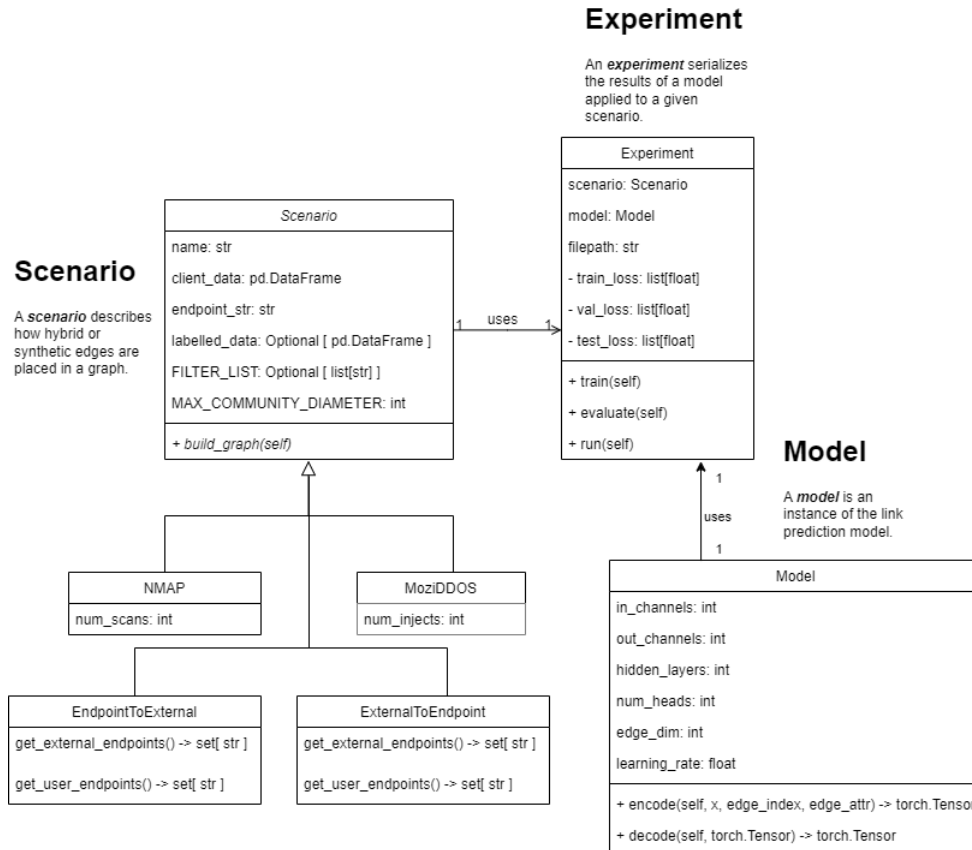 Experiment
An experiment serializes
the results of a model
applied to a given
scenario.
Experiment
scenario: Scenario
model: Model
filepath: str
- train_loss: list[float]
- val_loss: list[float]
- test_loss: list[float]
+ train(self)
+ evaluate(self)
+ run(self)
Scenario
A scenario describes
how hybrid or
synthetic edges are
placed in a graph.
Scenario
name: str
client_data: pd.DataFrame
endpoint_str: str
labelled_data: Optional [ pd.DataFrame ]
FILTER_LIST: Optional [ list[str] ]
MAX_COMMUNITY_DIAMETER: int
+ build_graph(self)
1 uses 1
Model
A model is an
instance of the link
prediction model.
1
uses
1
NMAP
num_scans: int
MoziDDOS
num_injects: int
EndpointToExternal
get_external_endpoints() -> set[ str ]
get_user_endpoints() -> set[ str ]
ExternalToEndpoint
get_external_endpoints() -> set[ str ]
get_user_endpoints() -> set[ str ]
Model
in_channels: int
out_channels: int
hidden_layers: int
num_heads: int
edge_dim: int
learning_rate: float
+ encode(self, x, edge_index, edge_attr) -> torch.Tensor
+ decode(self, torch.Tensor) -> torch.Tensor